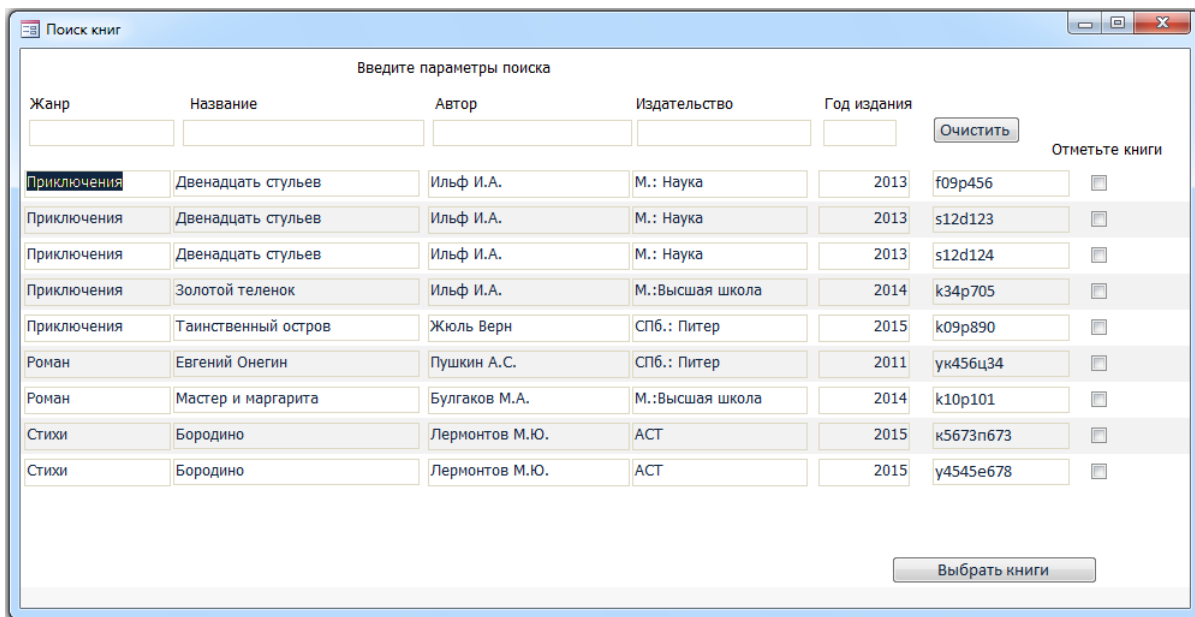 Поиск книг
Введите параметры поиска
Жанр Название Автор Издательство Год издания
Очистить
Отметьте книги
Приключения Двенадцать стульев Ильф И.А. М.: Наука 2013 f09p456
Приключения Двенадцать стульев Ильф И.А. М.: Наука 2013 s12d123
Приключения Двенадцать стульев Ильф И.А. М.: Наука 2013 s12d124
Приключения Золотой теленок Ильф И.А. М.:Высшая школа 2014 k34p705
Приключения Таинственный остров Жюль Верн СПб.: Питер 2015 k09p890
Роман Евгений Онегин Пушкин А.С. СПб.: Питер 2011 ук456ц34
Роман Мастер и маргарита Булгаков М.А. М.:Высшая школа 2014 k10p101
Стихи Бородино Лермонтов М.Ю. АСТ 2015 к5673п673
Стихи Бородино Лермонтов М.Ю. АСТ 2015 у4545е678
Выбрать книги